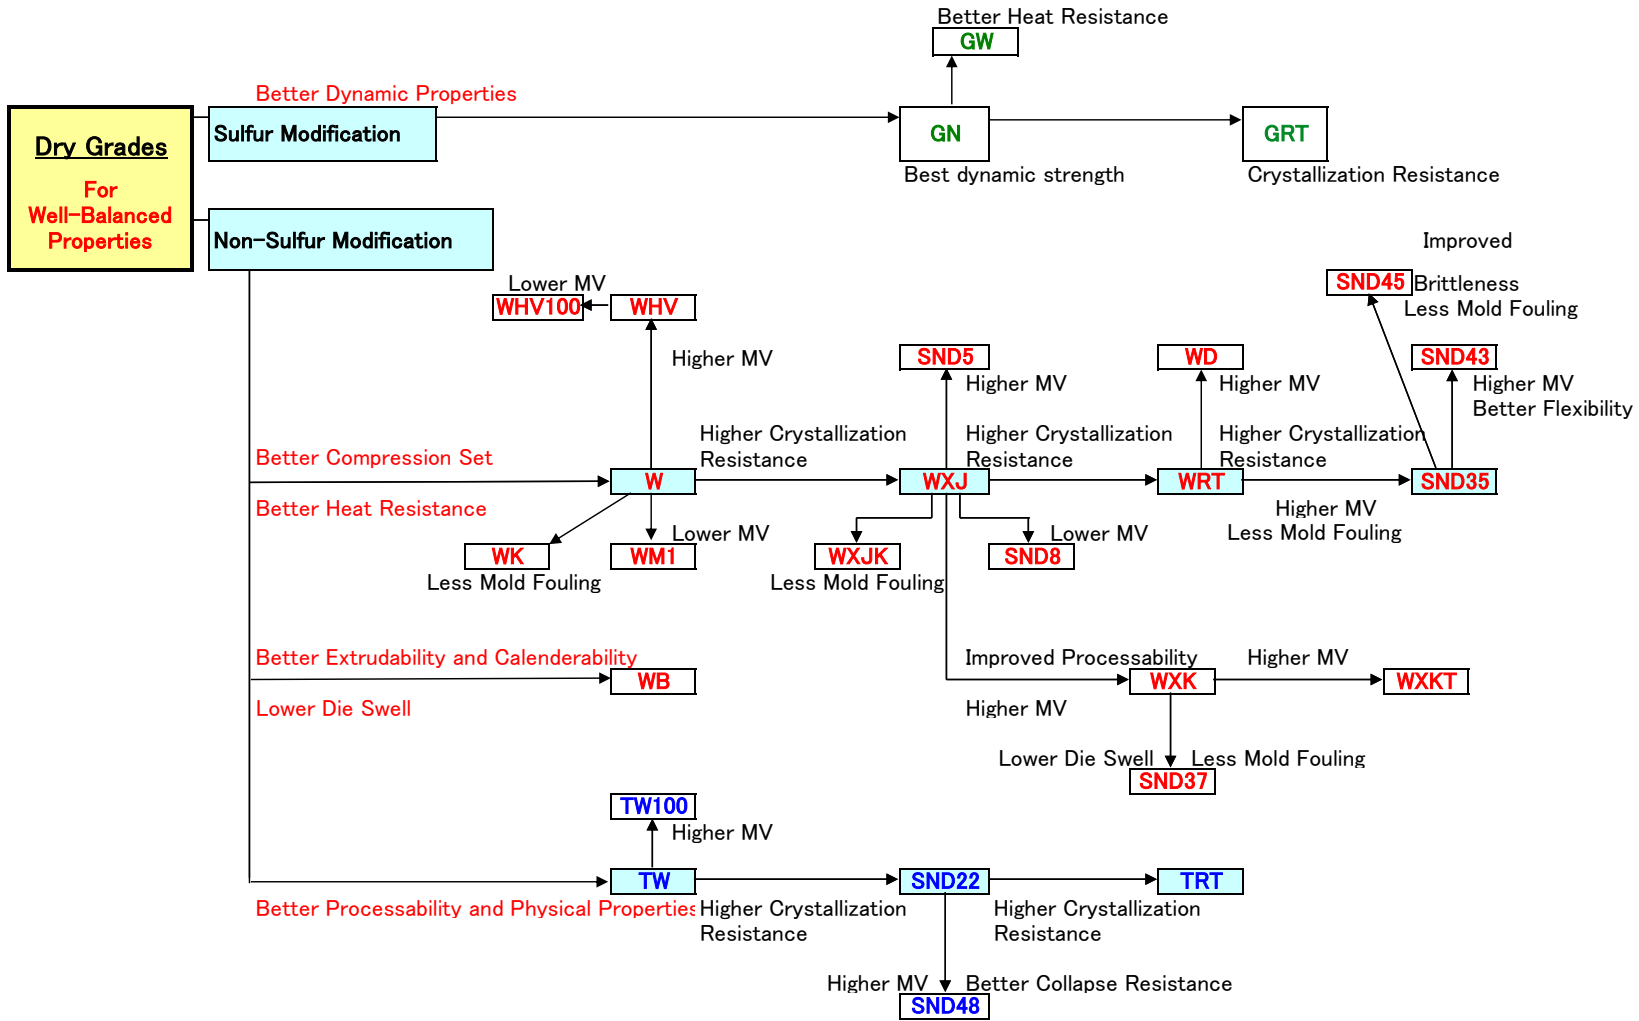 Better Heat Resistance
GW
Better Dynamic Properties
Dry Grades
For
Well-Balanced
Properties
Sulfur Modification
GN
GRT
Best dynamic strength
Crystallization Resistance
Non-Sulfur Modification
Improved
SND45
Brittleness
Less Mold Fouling
Lower MV
WHV100
WHV
Higher MV
SND5
Higher MV
WD
Higher MV
SND43
Higher MV
Better Flexibility
Better Compression Set
Higher Crystallization
Resistance
Higher Crystallization
Resistance
Higher Crystallization
Resistance
W
WXJ
WRT
SND35
Better Heat Resistance
Higher MV
Less Mold Fouling
Lower MV
Lower MV
WK
WM1
WXJK
SND8
Less Mold Fouling
Less Mold Fouling
Better Extrudability and Calenderability
WB
Lower Die Swell
Improved Processability
Higher MV
WXK
WXKT
Higher MV
Lower Die Swell
Less Mold Fouling
SND37
TW100
Higher MV
TW
SND22
TRT
Better Processability and Physical Properties
Higher Crystallization
Resistance
Higher Crystallization
Resistance
Higher MV
Better Collapse Resistance
SND48